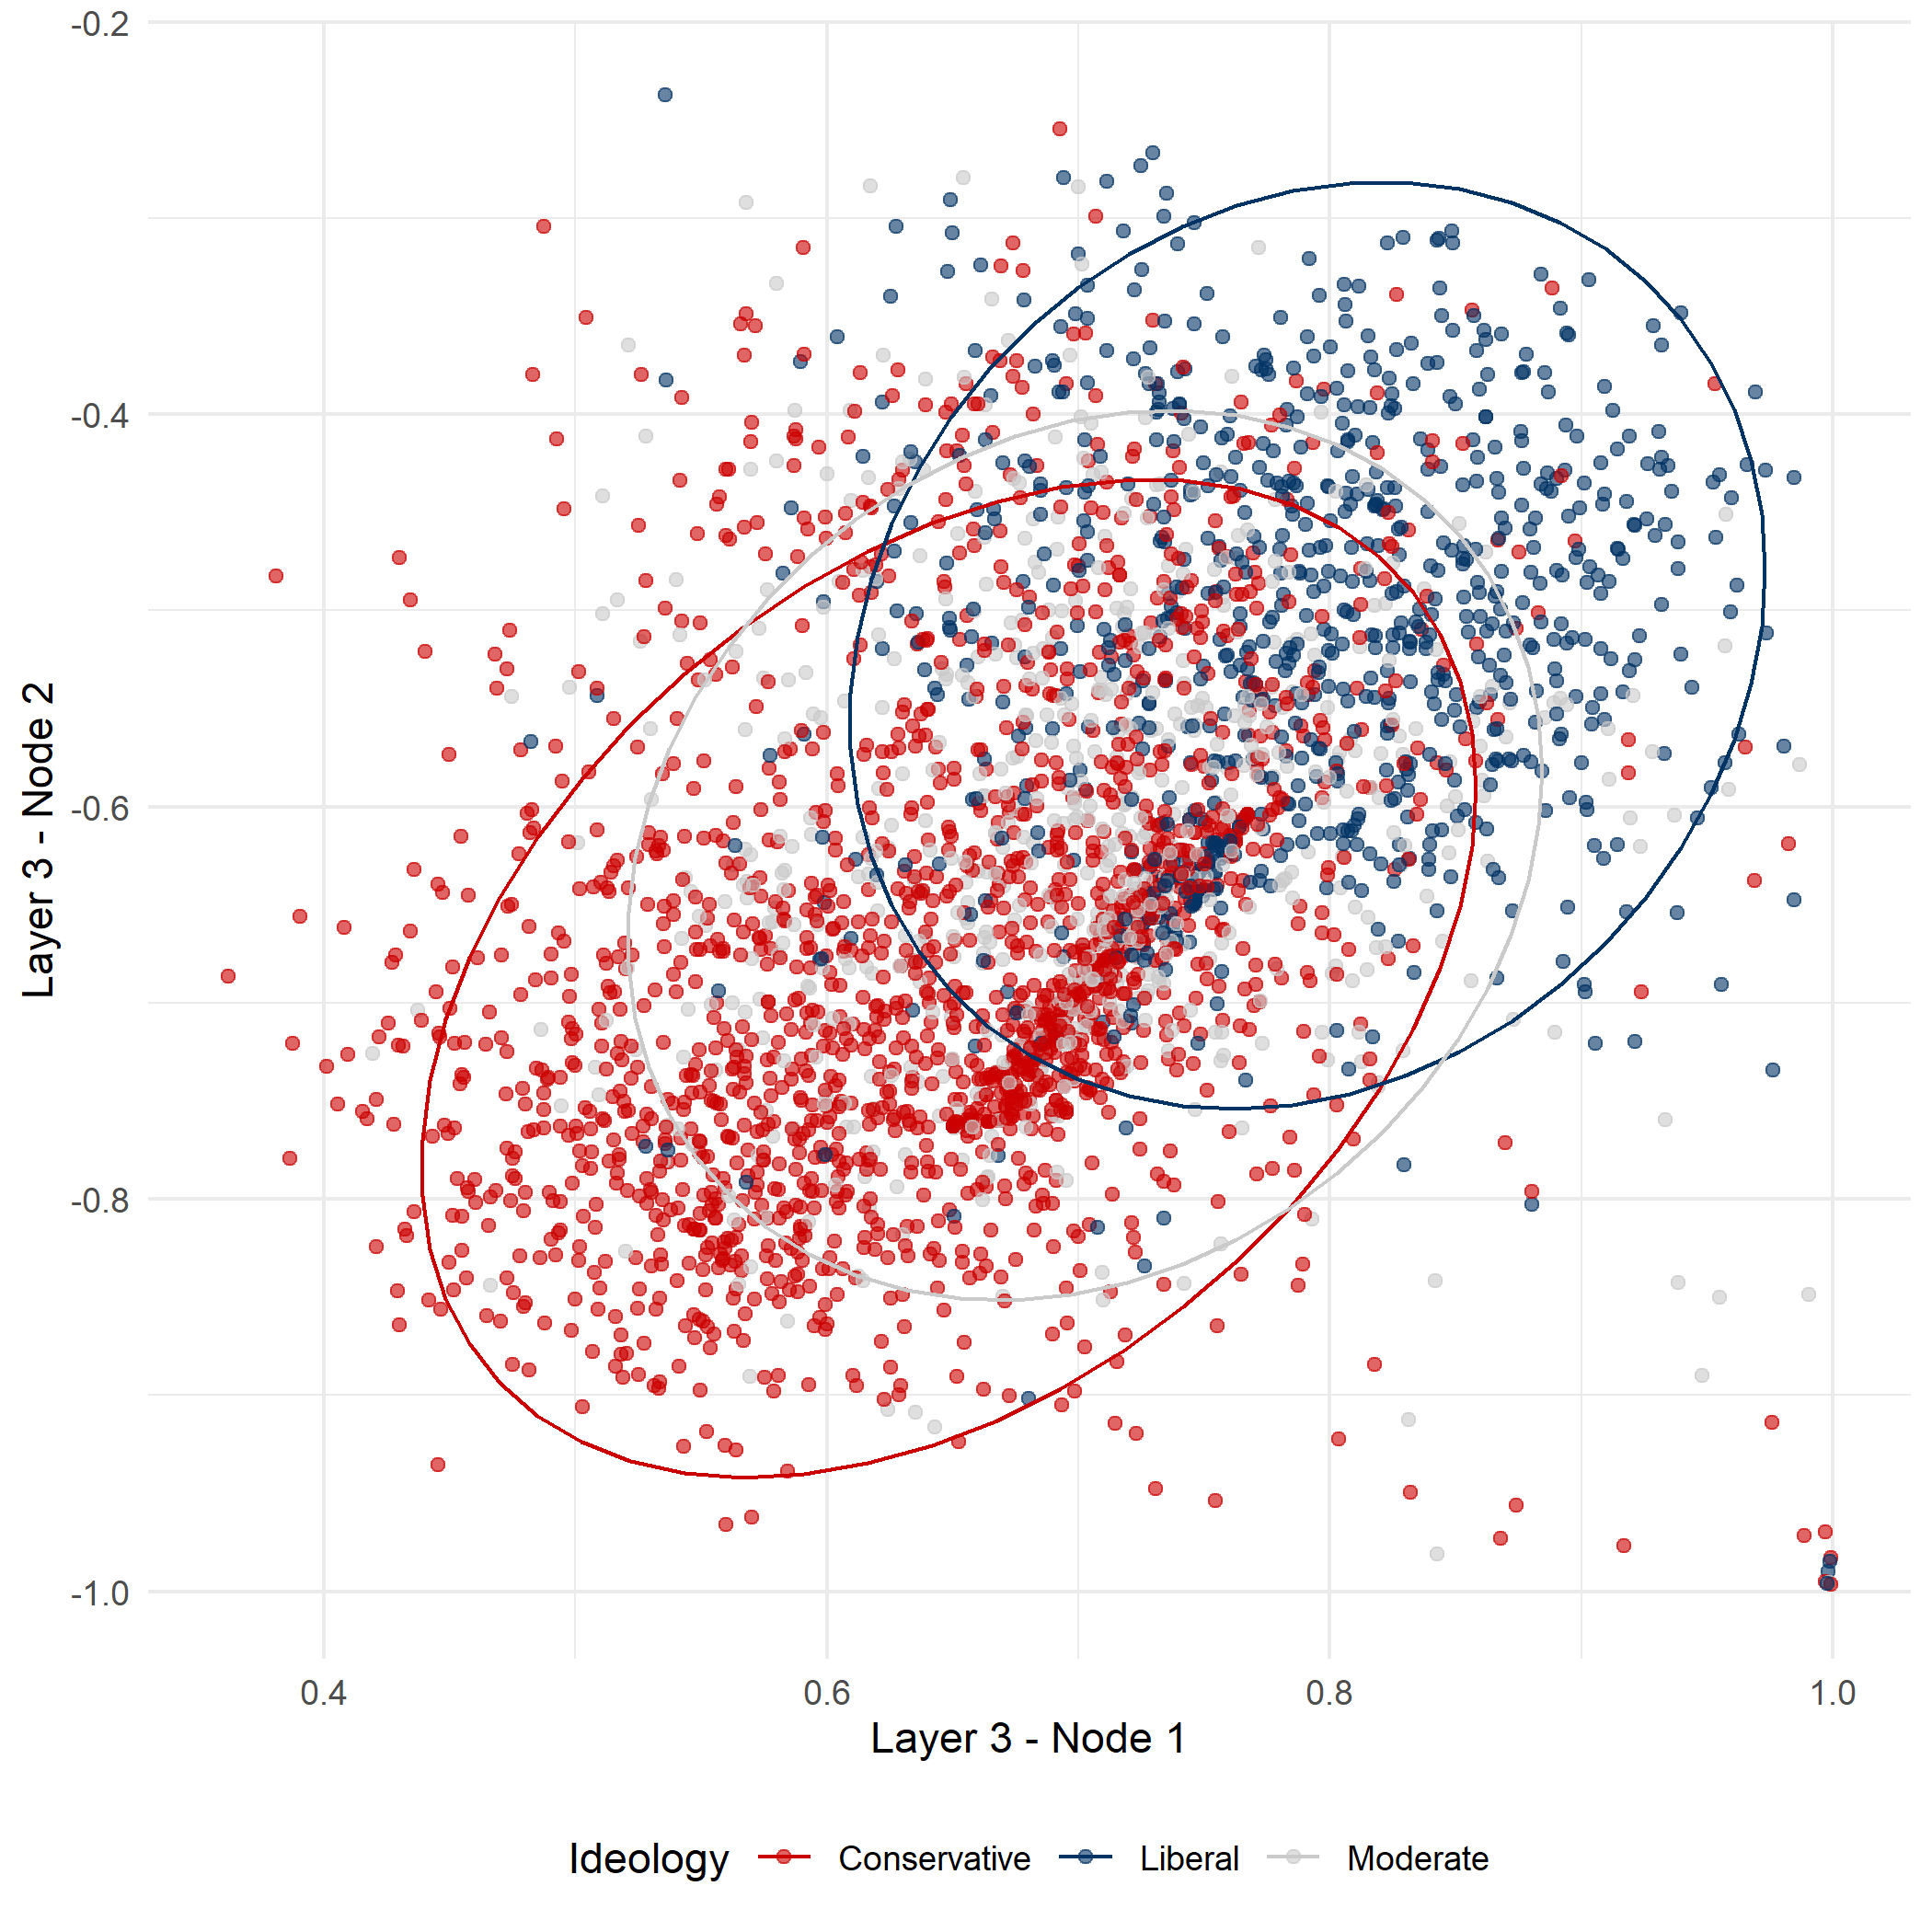 -0.2
-0.4
-0.6
-0.8
-1.0
Layer 3 - Node 2
0.4 0.6 0.8 1.0
Layer 3 - Node 1
Ideology Conservative Liberal Moderate